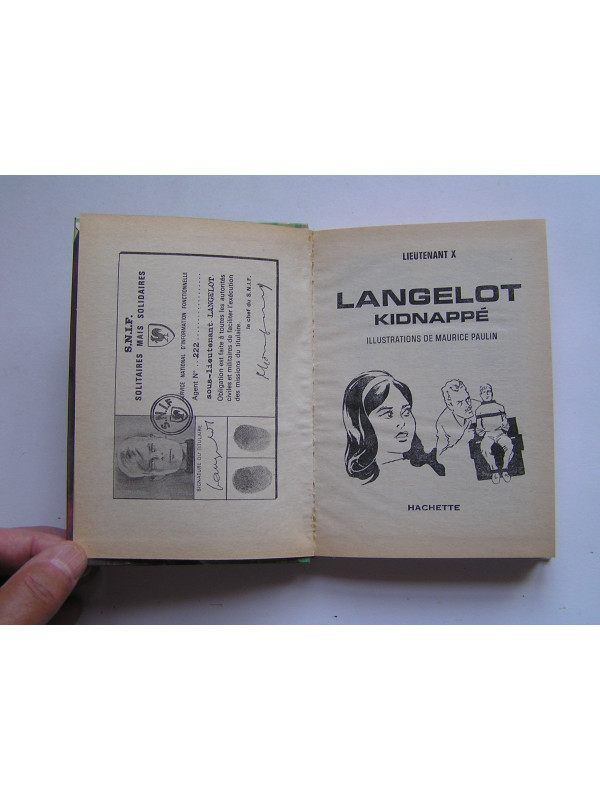 S.N.I.F.
SOLITAIRES MAIS SOLIDAIRES
SERVICE NATIONAL D'INFORMATION FONCTIONNELLE
Agent N° ..222..............
sous-lieutenant LANGELOT
Obligation est faite à toutes les autorités
civiles et militaires de faciliter l'exécution
des missions du titulaire.
le chef du S.N.I.F.
S.N.I.F.
SIGNATURE DU TITULAIRE
Langelot
LIEUTENANT X
LANGELOT
KIDNAPPÉ
ILLUSTRATIONS DE MAURICE PAULIN
HACHETTE